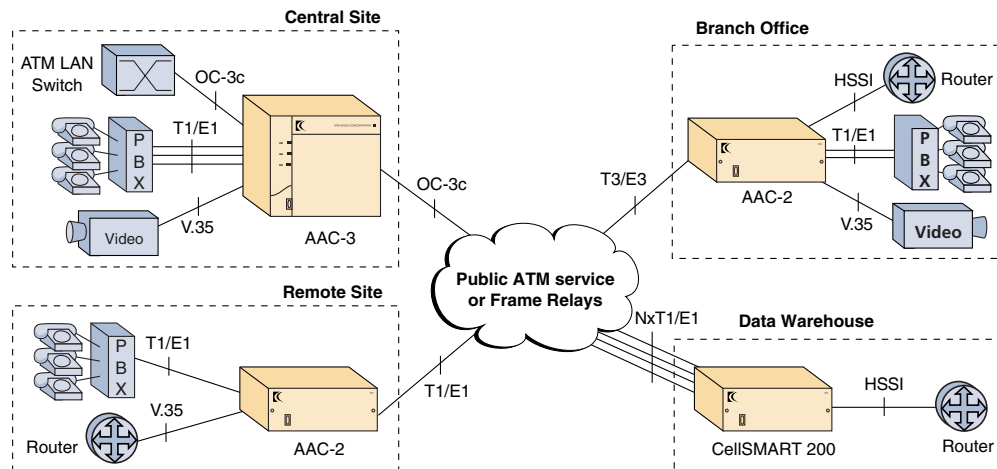 Central Site
ATM LAN
Switch
OC-3c
T1/E1
P
B
X
V.35
Video
AAC-3
OC-3c
Branch Office
HSSI
Router
T1/E1
P
B
X
AAC-2
V.35
Video
T3/E3
Public ATM service
or Frame Relays
Remote Site
P
B
X
T1/E1
V.35
Router
AAC-2
T1/E1
NxT1/E1
Data Warehouse
HSSI
CellSMART 200
Router